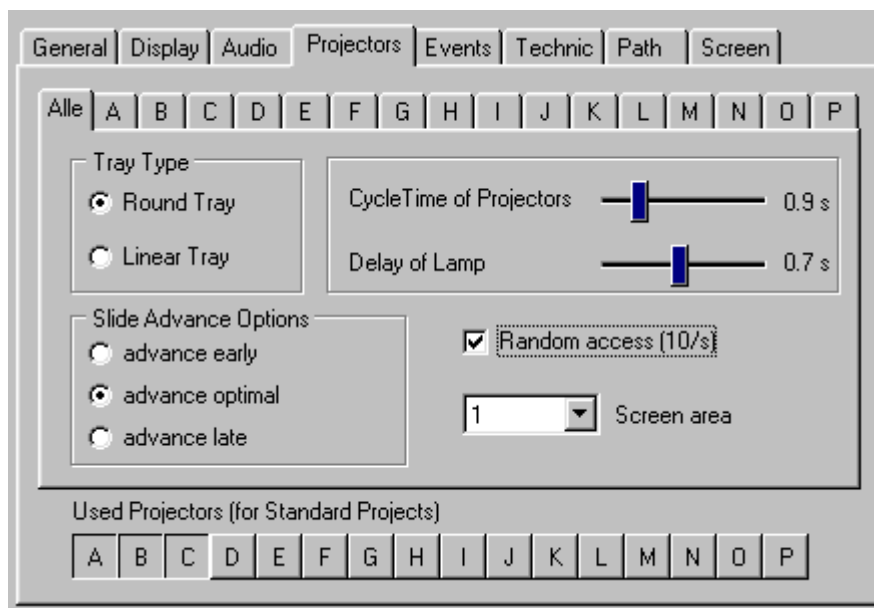 General Display Audio Projectors Events Technic Path Screen
Alle A B C D E F G H I J K L M N O P
Tray Type
Round Tray
Linear Tray
CycleTime of Projectors 0.9 s
Delay of Lamp 0.7 s
Slide Advance Options
advance early
advance optimal
advance late
Random access (10/s)
1 Screen area
Used Projectors (for Standard Projects)
A B C D E F G H I J K L M N O P